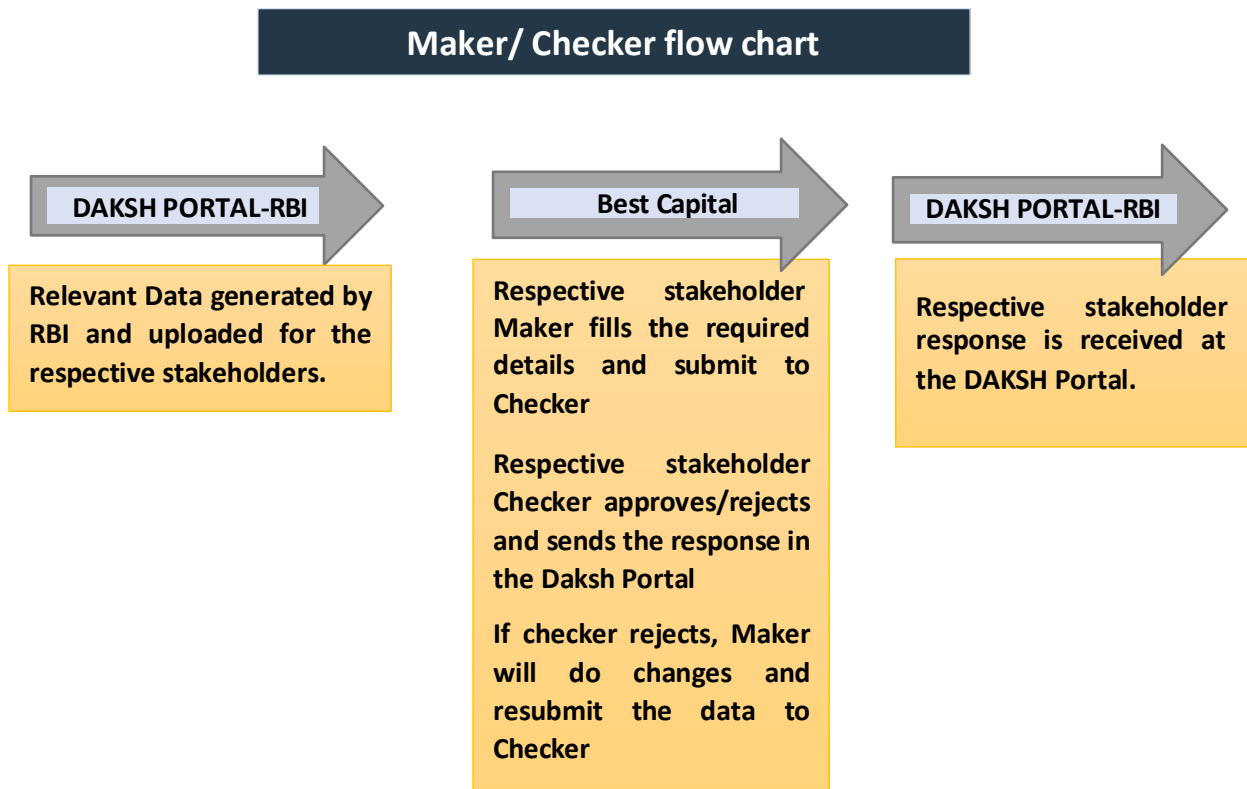 Maker/ Checker flow chart
DAKSH PORTAL-RBI
Relevant Data generated by
RBI and uploaded for the
respective stakeholders.
Best Capital
Respective stakeholder
Maker fills the required
details and submit to
Checker
Respective stakeholder
Checker approves/rejects
and sends the response in
the Daksh Portal
If checker rejects, Maker
will do changes and
resubmit the data to
Checker
DAKSH PORTAL-RBI
Respective stakeholder
response is received at
the DAKSH Portal.